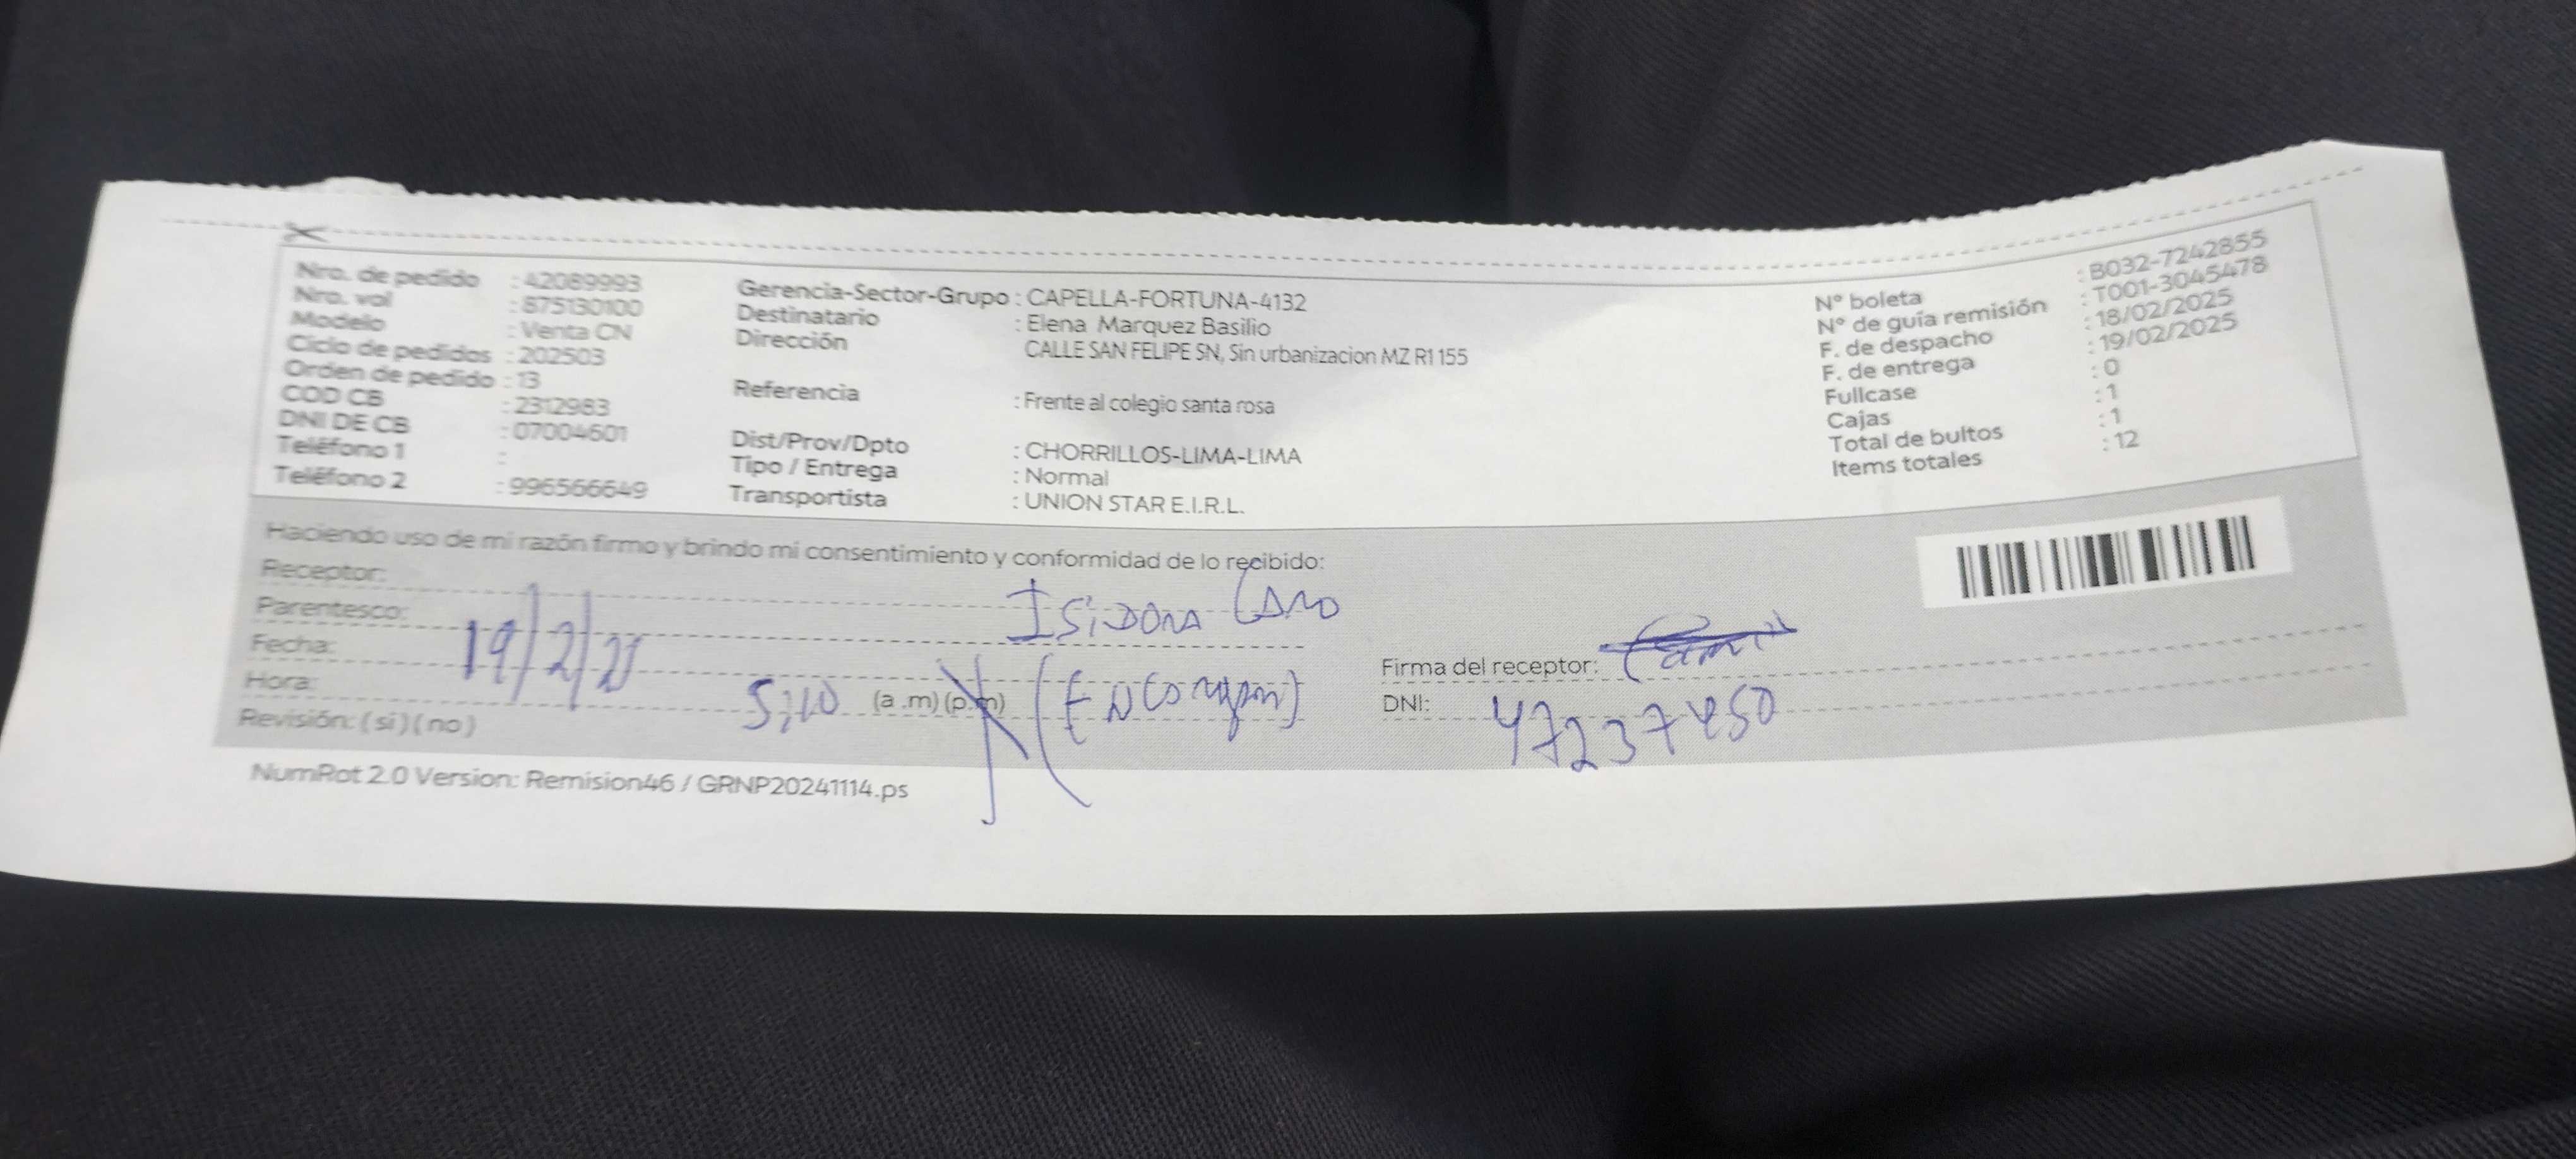 Nro. de pedido : 42089993
Nro. val : 875130100
Modelo : Venta CN
Ciclo de pedidos : 202503
Orden de pedido : 13
COD CB : 2312983
DNI DE CB : 07004601
Teléfono 1 :
Teléfono 2 : 996566649
Gerencia-Sector-Grupo : CAPELLA-FORTUNA-4132
Destinatario : Elena Marquez Basilio
Dirección CALLE SAN FELIPE SN, Sin urbanizacion MZ R1 155
Referencia : Frente al colegio santa rosa
Dist/Prov/Dpto : CHORRILLOS-LIMA-LIMA
Tipo / Entrega : Normal
Transportista : UNION STAR E.I.R.L.
N° boleta : B032-7242855
N° de guía remisión : T001-3045478
F. de despacho : 18/02/2025
F. de entrega : 19/02/2025
Fullcase : 0
Cajas : 1
Total de bultos : 1
Items totales : 12
Haciendo uso de mi razón firmo y brindo mi consentimiento y conformidad de lo recibido:
Receptor: Isidora
Parentesco:
Fecha: 19/2/25
Hora: (a .m) (p.m)
Revisión: ( si ) ( no )
Firma del receptor:
DNI: 47237450
NumRot 2.0 Version: Remision46 / GRNP20241114.ps